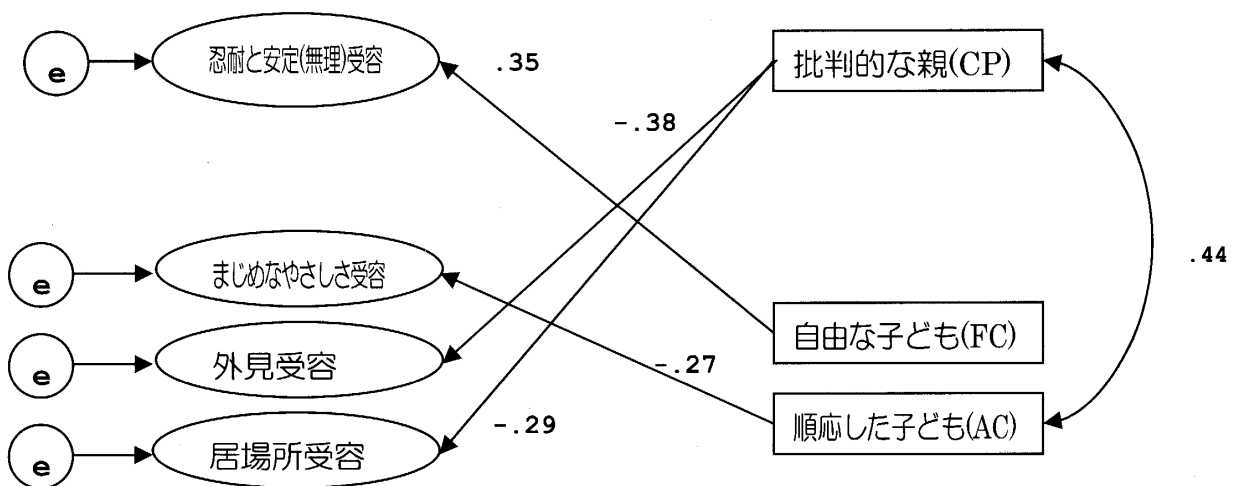 e
忍耐と安定(無理)受容
.35
批判的な親(CP)
-.38
e
まじめなやさしさ受容
.44
e
外見受容
自由な子ども(FC)
-.27
e
居場所受容
-.29
順応した子ども(AC)